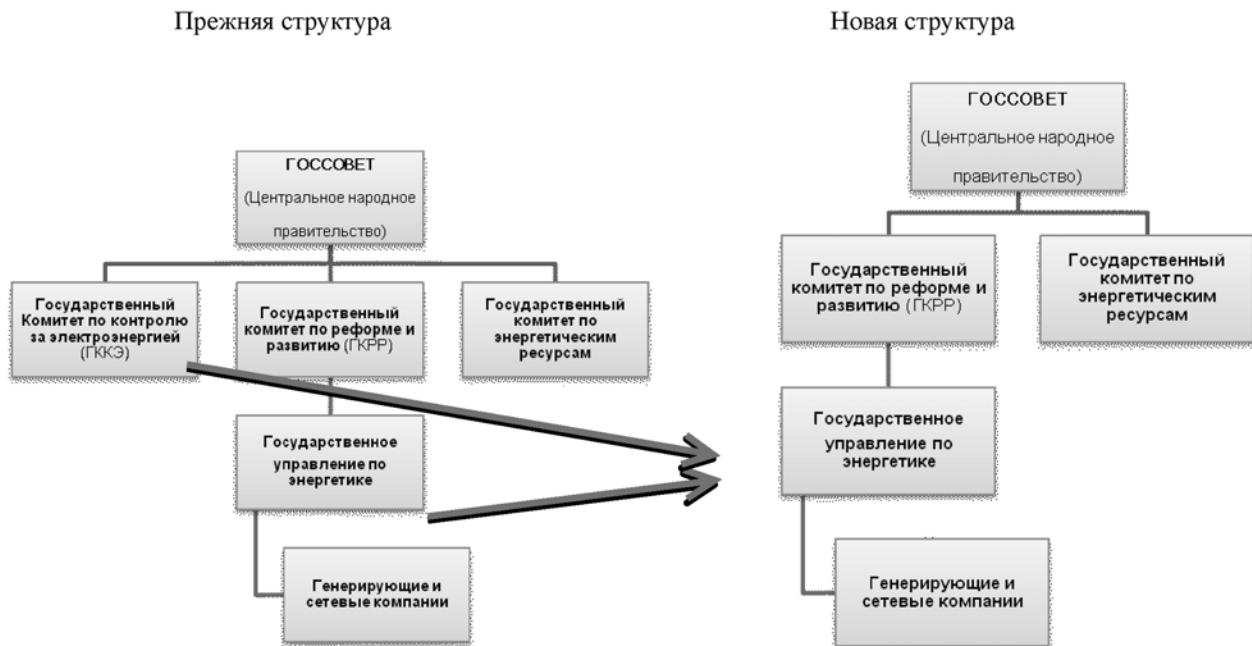 Прежняя структура
Новая структура
ГОССОВЕТ
(Центральное народное
правительство)
Государственный
Комитет по контролю
за электроэнергией
(ГККЭ)
Государственный
комитет по реформе и
развитию (ГКРР)
Государственный
комитет по
энергетическим
ресурсам
Государственное
управление по
энергетике
Генерирующие и
сетевые компании
ГОССОВЕТ
(Центральное народное
правительство)
Государственный
комитет по реформе и
развитию (ГКРР)
Государственный
комитет по
энергетическим
ресурсам
Государственное
управление по
энергетике
Генерирующие и
сетевые компании